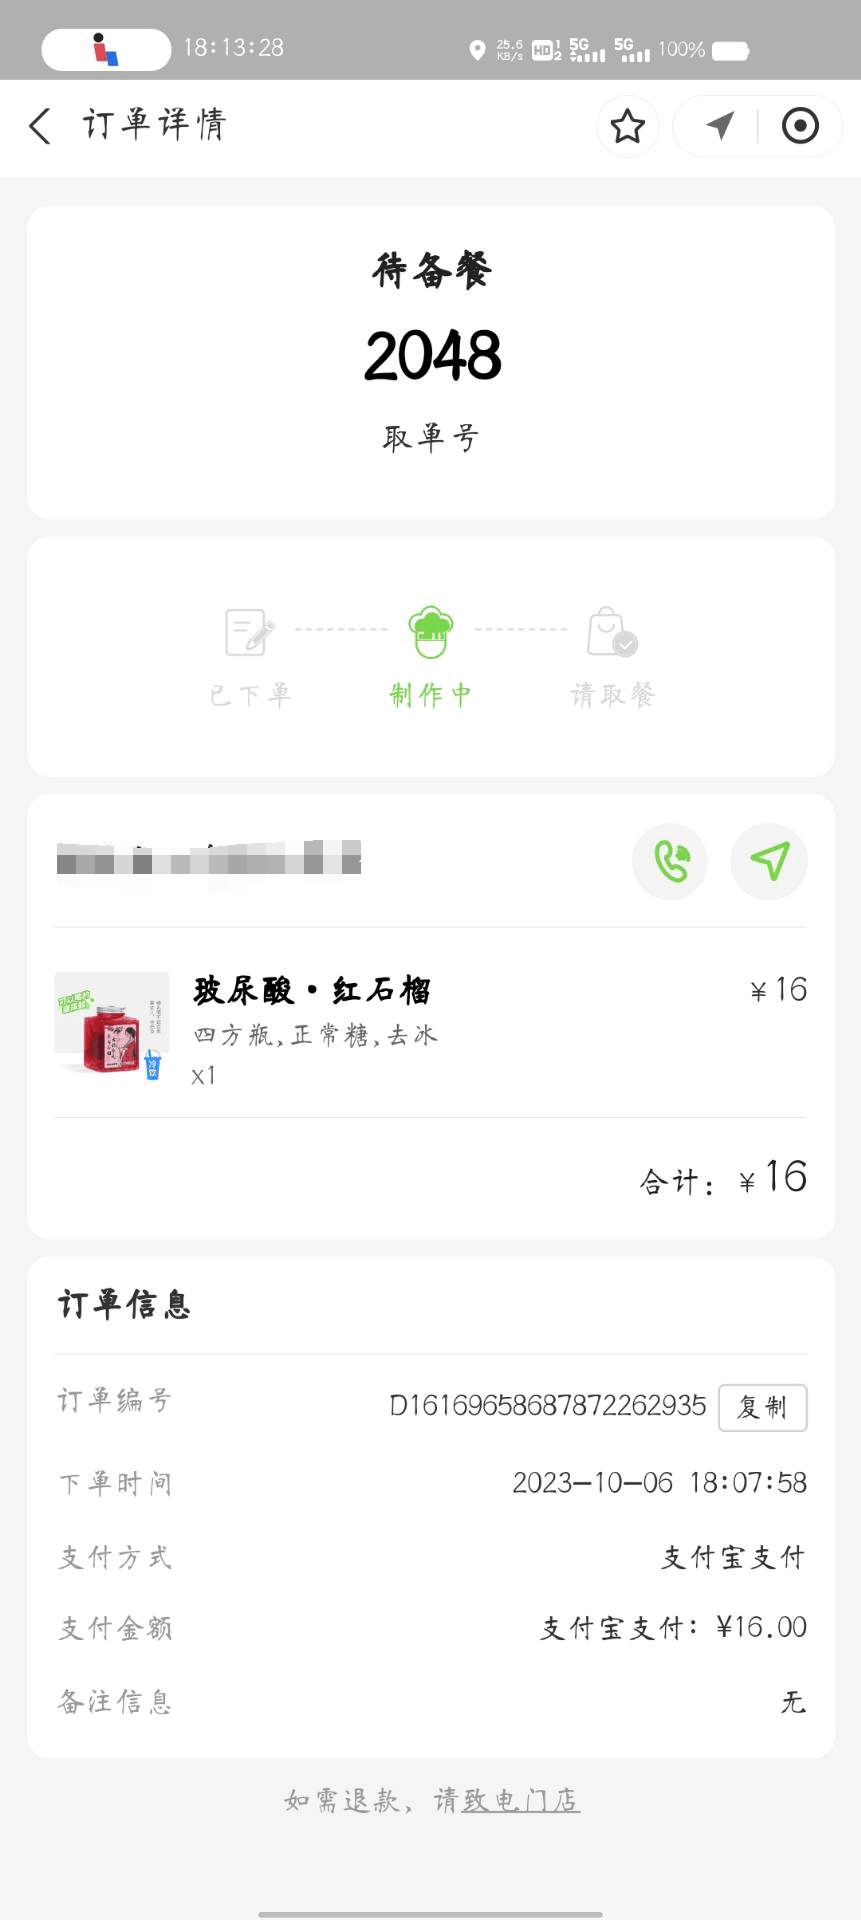 18:13:28
25.6 KB/s HD 1 2 5G 5G 100%
订单详情
待备餐
2048
取单号
已下单 制作中 请取餐
玻尿酸·红石榴 ¥16
四方瓶,正常糖,去冰
x1
合计: ¥16
订单信息
订单编号 D16169658687872262935 复制
下单时间 2023-10-06 18:07:58
支付方式 支付宝支付
支付金额 支付宝支付: ¥16.00
备注信息 无
如需退款，请致电门店